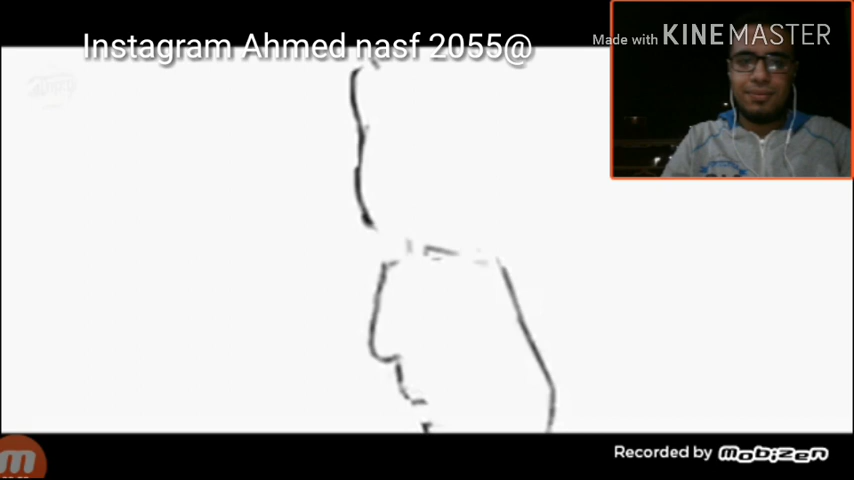 Instagram Ahmed nasf 2055@
Made with KINEMASTER
Recorded by mobizen